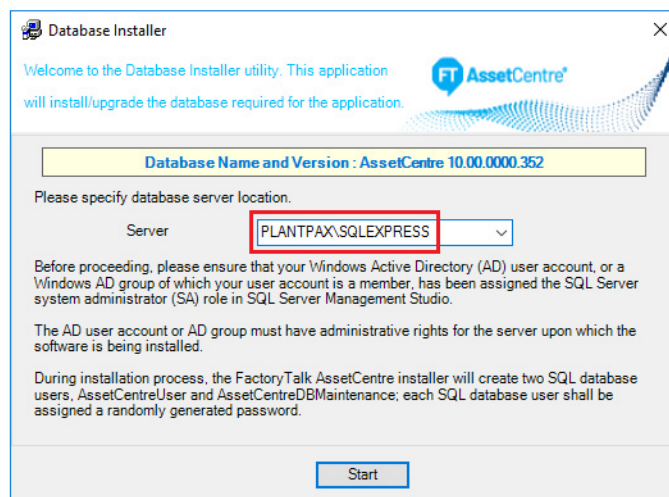 Database Installer
Welcome to the Database Installer utility. This application
will install/upgrade the database required for the application.
FT AssetCentre®
Database Name and Version : AssetCentre 10.00.0000.352
Please specify database server location.
Server PLANTPAX\SQLEXPRESS
Before proceeding, please ensure that your Windows Active Directory (AD) user account, or a
Windows AD group of which your user account is a member, has been assigned the SQL Server
system administrator (SA) role in SQL Server Management Studio.
The AD user account or AD group must have administrative rights for the server upon which the
software is being installed.
During installation process, the FactoryTalk AssetCentre installer will create two SQL database
users, AssetCentreUser and AssetCentreDBMaintenance; each SQL database user shall be
assigned a randomly generated password.
Start